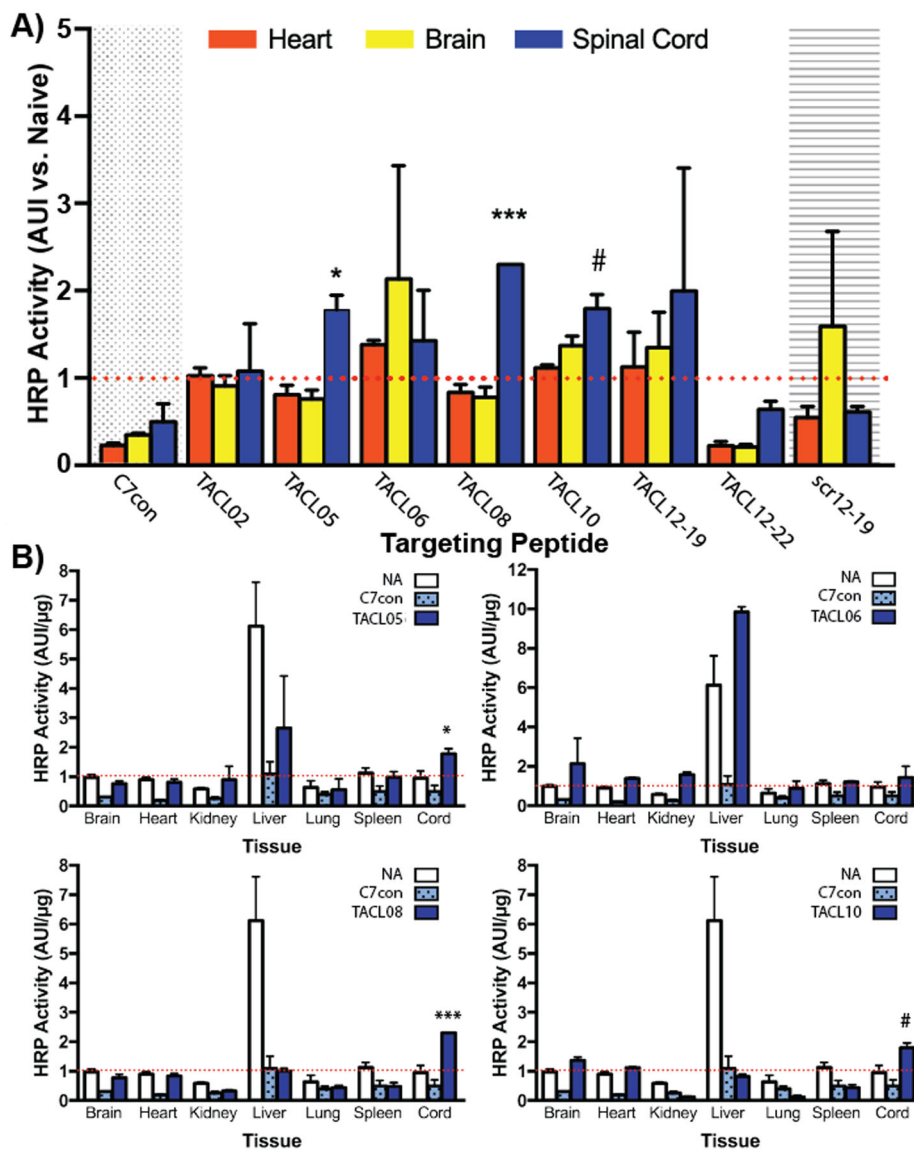 A)
Heart Brain Spinal Cord
HRP Activity (AUI vs. Naive)
5
4
3
2
1
0
*
***
#
C7con TACL02 TACL05 TACL06 TACL08 TACL10 TACL12-19 TACL12-22 scr12-19
Targeting Peptide
B)
NA
C7con
TACL05
HRP Activity (AUI/µg)
8
7
6
5
4
3
2
1
0
*
Brain Heart Kidney Liver Lung Spleen Cord
Tissue
NA
C7con
TACL06
HRP Activity (AUI/µg)
12
10
8
6
4
2
0
Brain Heart Kidney Liver Lung Spleen Cord
Tissue
NA
C7con
TACL08
HRP Activity (AUI/µg)
8
7
6
5
4
3
2
1
0
***
Brain Heart Kidney Liver Lung Spleen Cord
Tissue
NA
C7con
TACL10
HRP Activity (AUI/µg)
8
7
6
5
4
3
2
1
0
#
Brain Heart Kidney Liver Lung Spleen Cord
Tissue